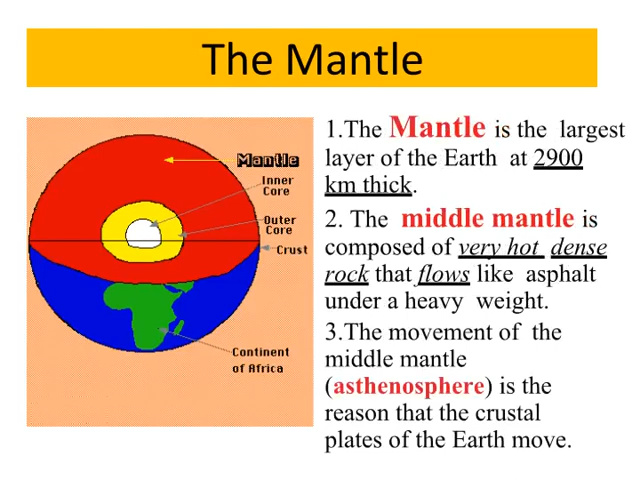 The Mantle
Mantle
Inner
Core
Outer
Core
Crust
Continent
of Africa
1.The Mantle is the largest
layer of the Earth at 2900
km thick.
2. The middle mantle is
composed of very hot dense
rock that flows like asphalt
under a heavy weight.
3.The movement of the
middle mantle
(asthenosphere) is the
reason that the crustal
plates of the Earth move.